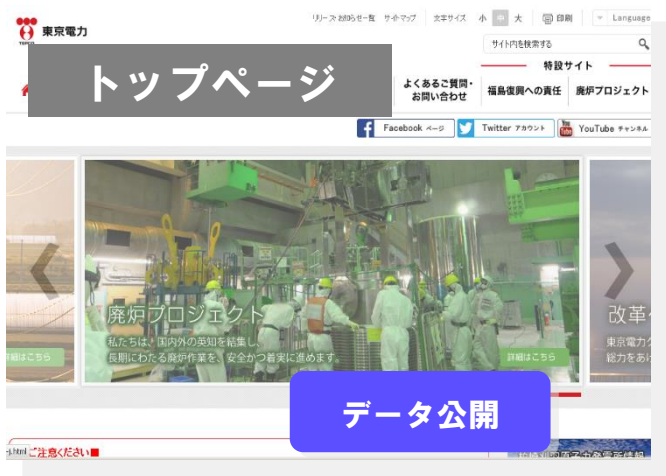 リリース・お知らせ一覧 サイトマップ 文字サイズ 小 中 大 印刷 Language
東京電力
TEPCO
サイト内を検索する
トップページ
特設サイト
よくあるご質問・
お問い合わせ
福島復興への責任 廃炉プロジェクト
Facebook ページ Twitter アカウント YouTube チャンネル
廃炉プロジェクト
私たちは、国内外の英知を結集し、
長期にわたる廃炉作業を、安全かつ着実に進めます。
詳細はこちら
改革
東京電力
総力をあ
詳細はこちら
データ公開
ご注意ください■